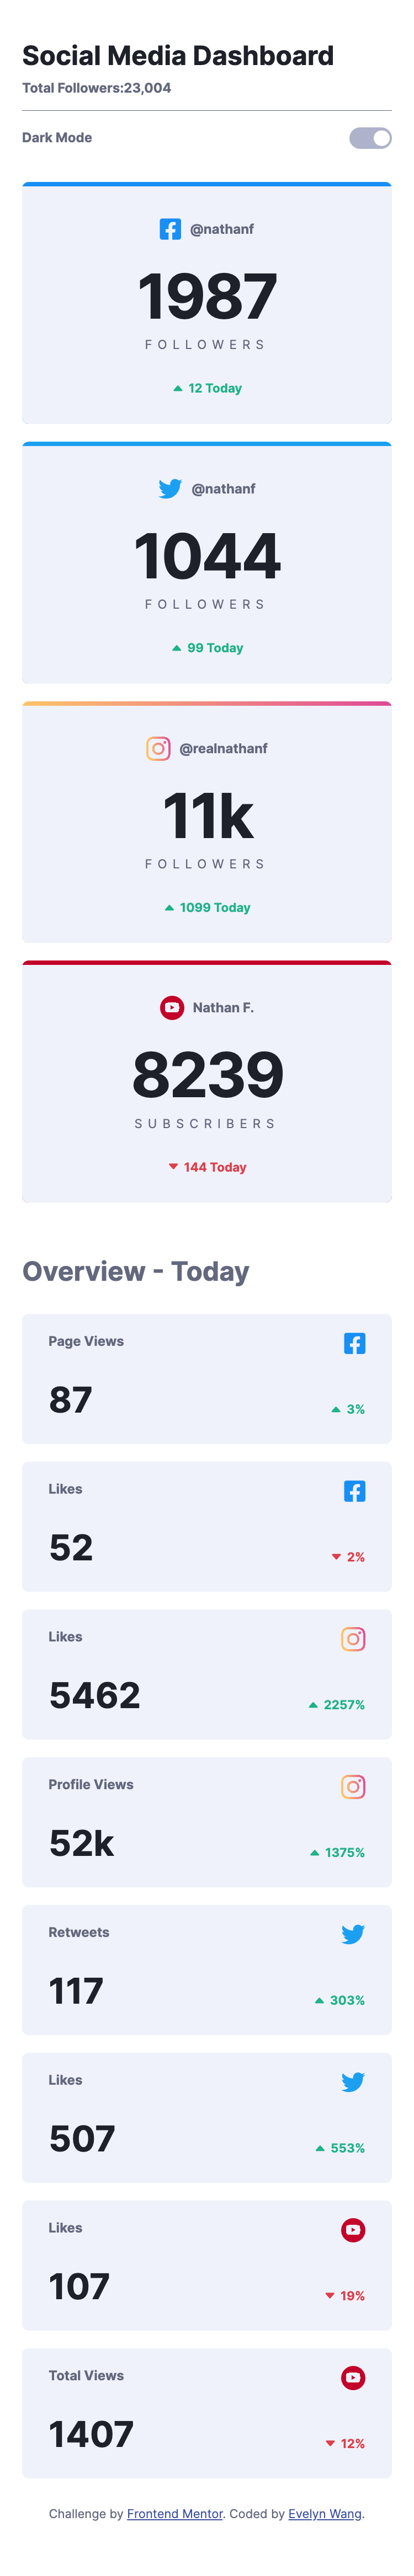 Social Media Dashboard
Total Followers:23,004
Dark Mode
@nathanf
1987
FOLLOWERS
12 Today
@nathanf
1044
FOLLOWERS
99 Today
@realnathanf
11k
FOLLOWERS
1099 Today
Nathan F.
8239
SUBSCRIBERS
144 Today
Overview - Today
Page Views
87
3%
Likes
52
2%
Likes
5462
2257%
Profile Views
52k
1375%
Retweets
117
303%
Likes
507
553%
Likes
107
19%
Total Views
1407
12%
Challenge by Frontend Mentor. Coded by Evelyn Wang.